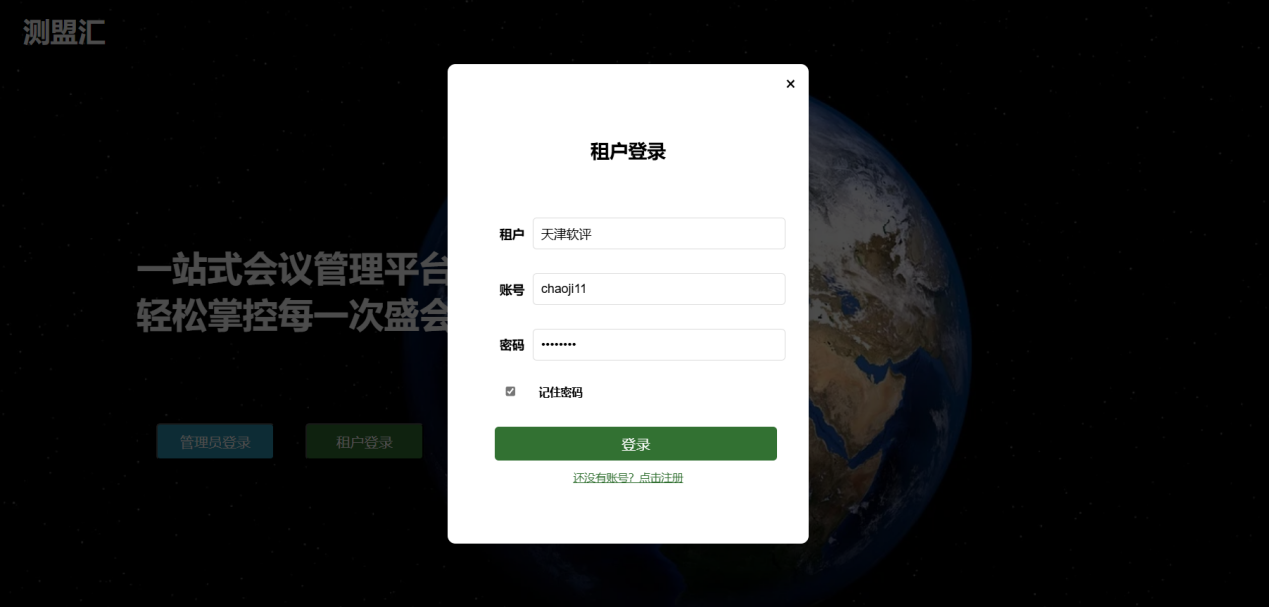 测盟汇
×
租户登录
租户 天津软评
账号 chaoji11
密码 ••••••••
记住密码
登录
还没有账号？点击注册
一站式会议管理平台
轻松掌控每一次盛会
管理员登录 租户登录